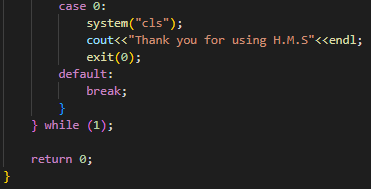 case 0:
system("cls");
cout<<"Thank you for using H.M.S"<<endl;
exit(0);
default:
break;
}
} while (1);
return 0;
}